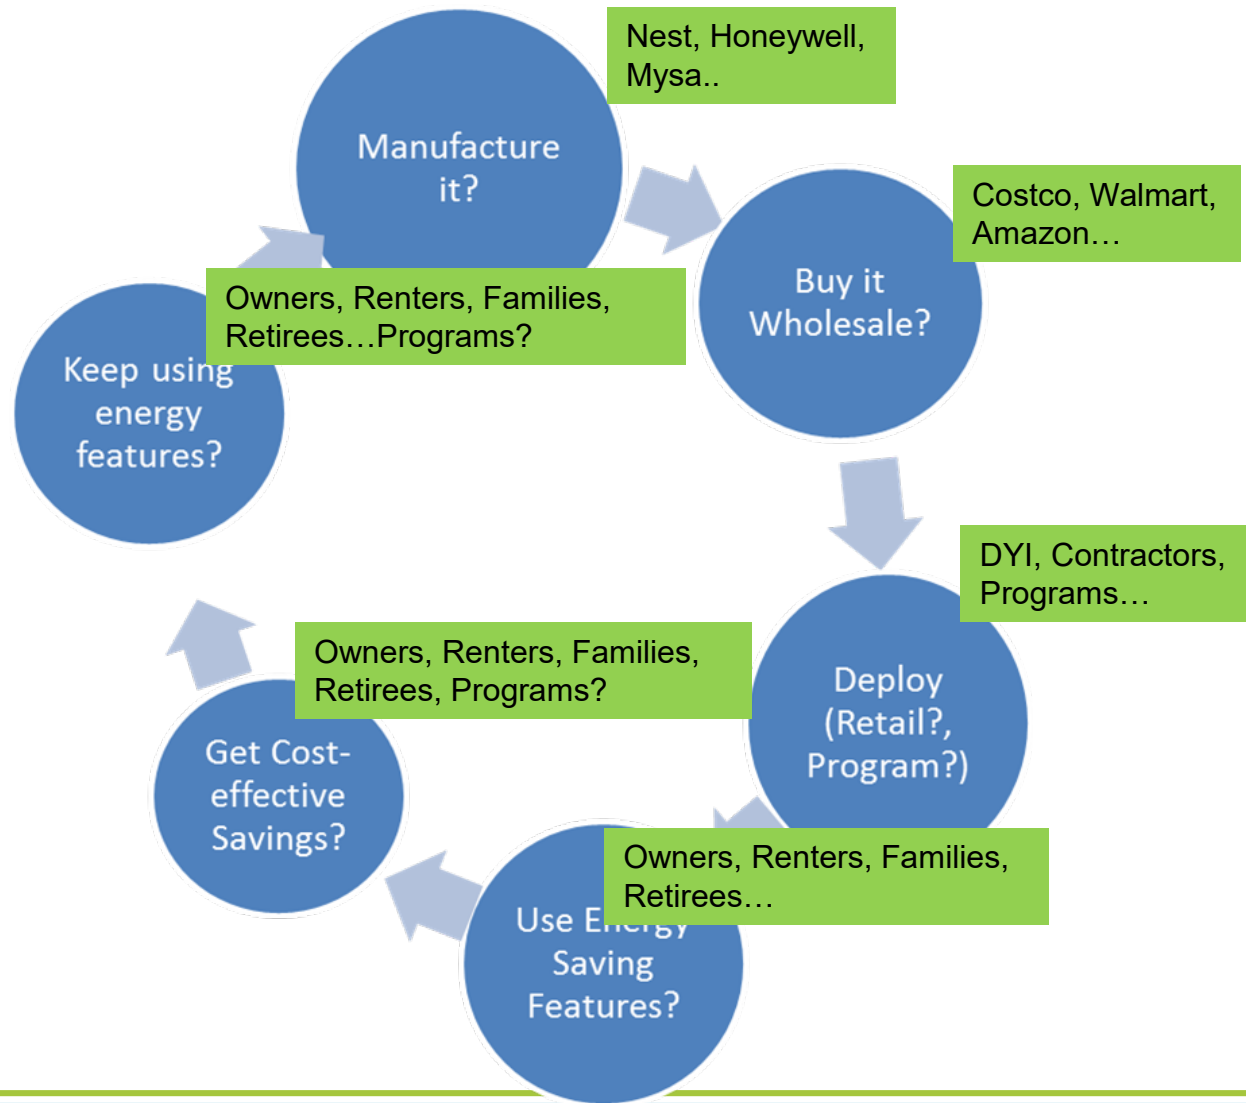 Nest, Honeywell,
Mysa..
Manufacture
it?
Costco, Walmart,
Amazon…
Buy it
Wholesale?
DYI, Contractors,
Programs…
Deploy
(Retail?,
Program?)
Owners, Renters, Families,
Retirees…
Use Energy
Saving
Features?
Owners, Renters, Families,
Retirees, Programs?
Get Cost-
effective
Savings?
Owners, Renters, Families,
Retirees…Programs?
Keep using
energy
features?